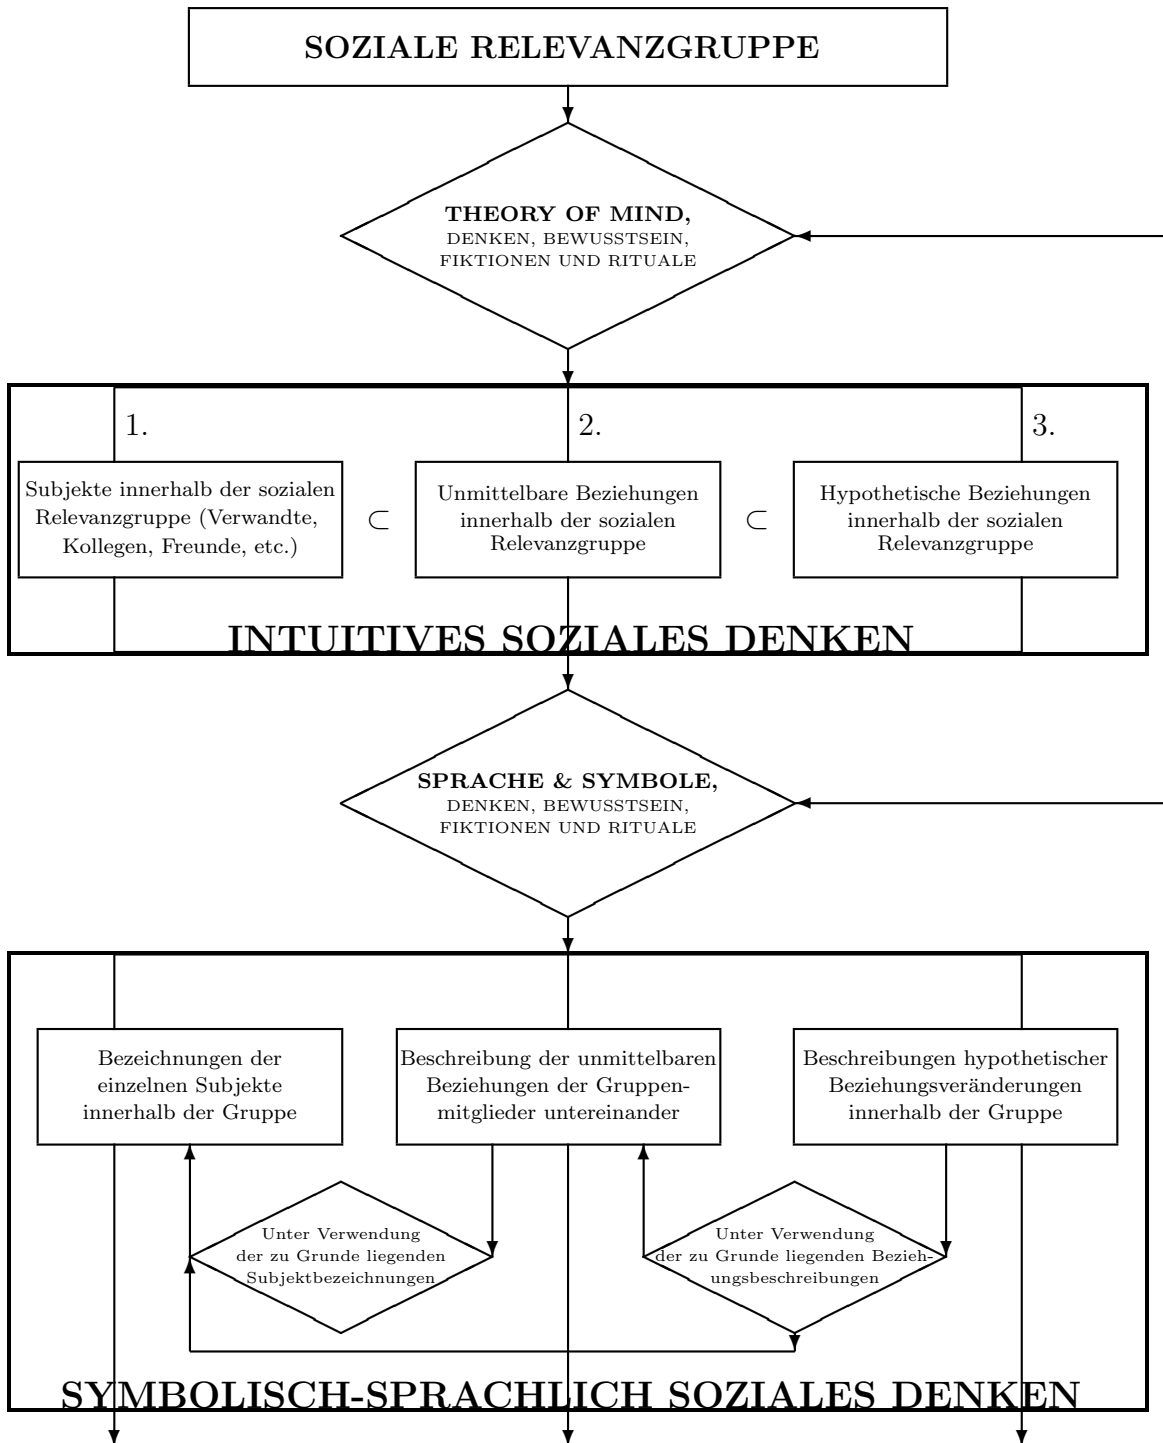 SOZIALE RELEVANZGRUPPE
THEORY OF MIND,
DENKEN, BEWUSSTSEIN,
FIKTIONEN UND RITUALE
1.
2.
3.
Subjekte innerhalb der sozialen
Relevanzgruppe (Verwandte,
Kollegen, Freunde, etc.)
⊂
Unmittelbare Beziehungen
innerhalb der sozialen
Relevanzgruppe
⊂
Hypothetische Beziehungen
innerhalb der sozialen
Relevanzgruppe
INTUITIVES SOZIALES DENKEN
SPRACHE & SYMBOLE,
DENKEN, BEWUSSTSEIN,
FIKTIONEN UND RITUALE
Bezeichnungen der
einzelnen Subjekte
innerhalb der Gruppe
Beschreibung der unmittelbaren
Beziehungen der Gruppen-
mitglieder untereinander
Beschreibungen hypothetischer
Beziehungsveränderungen
innerhalb der Gruppe
Unter Verwendung
der zu Grunde liegenden
Subjektbezeichnungen
Unter Verwendung
der zu Grunde liegenden Bezieh-
ungsbeschreibungen
SYMBOLISCH-SPRACHLICH SOZIALES DENKEN